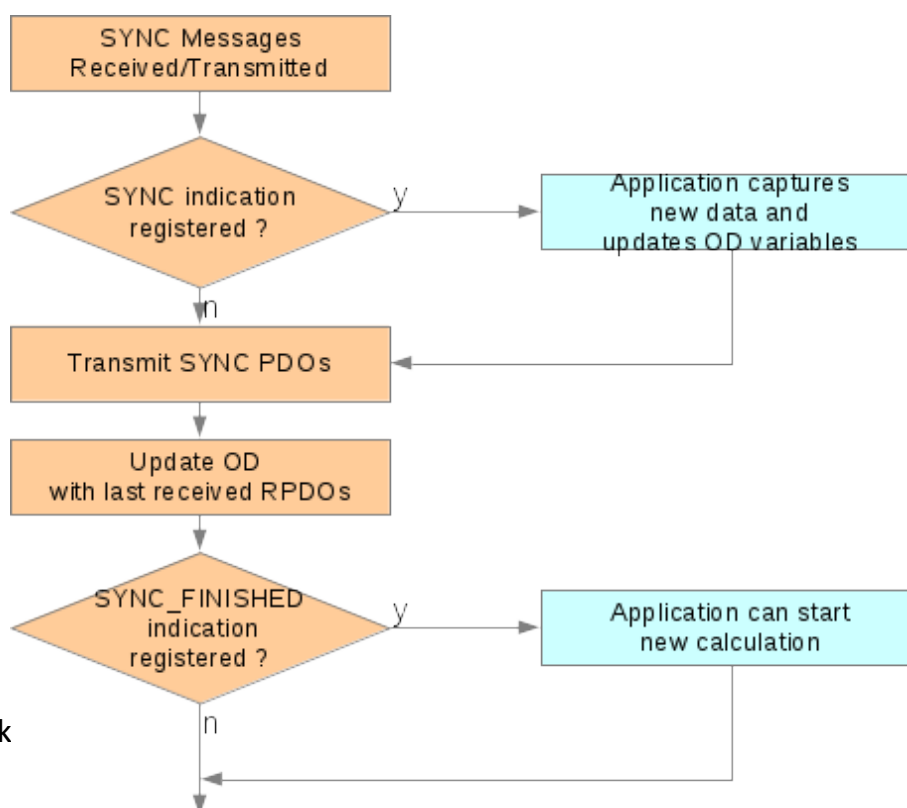 SYNC Messages
Received/Transmitted
SYNC indication
registered ?
y
Application captures
new data and
updates OD variables
n
Transmit SYNC PDOs
Update OD
with last received RPDOs
SYNC_FINISHED
indication
registered ?
y
Application can start
new calculation
n
k